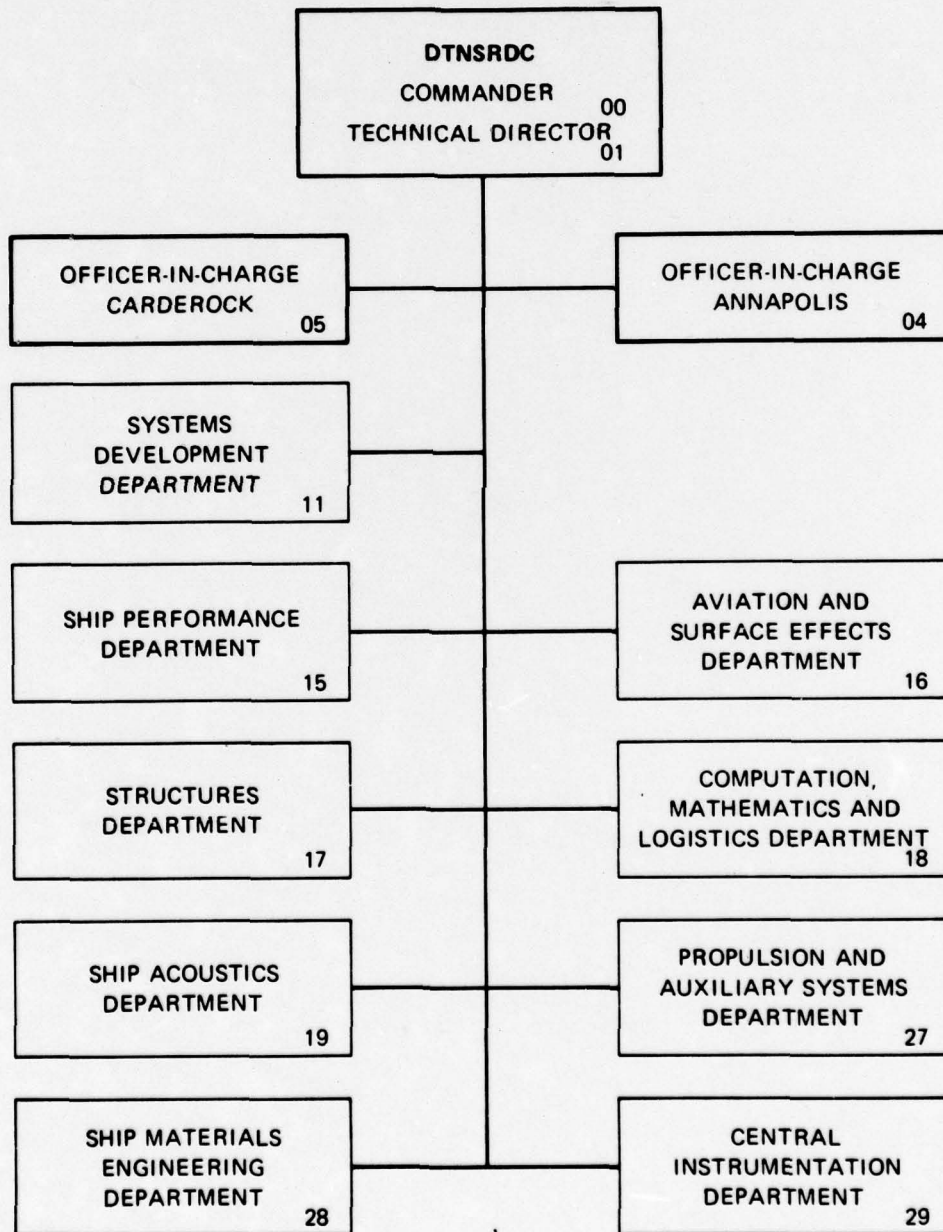 DTNSRDC
COMMANDER 00
TECHNICAL DIRECTOR 01
OFFICER-IN-CHARGE
CARDEROCK
05
OFFICER-IN-CHARGE
ANNAPOLIS
04
SYSTEMS
DEVELOPMENT
DEPARTMENT
11
SHIP PERFORMANCE
DEPARTMENT
15
AVIATION AND
SURFACE EFFECTS
DEPARTMENT
16
STRUCTURES
DEPARTMENT
17
COMPUTATION,
MATHEMATICS AND
LOGISTICS DEPARTMENT
18
SHIP ACOUSTICS
DEPARTMENT
19
PROPULSION AND
AUXILIARY SYSTEMS
DEPARTMENT
27
SHIP MATERIALS
ENGINEERING
DEPARTMENT
28
CENTRAL
INSTRUMENTATION
DEPARTMENT
29